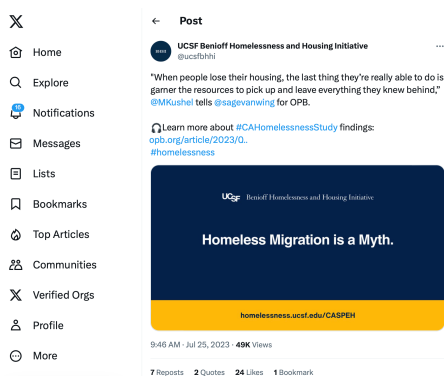 Post
Home
Explore
16
Notifications
Messages
Lists
Bookmarks
Top Articles
Communities
Verified Orgs
Profile
More
UCSF Benioff Homelessness and Housing Initiative
@ucsfbhhi
"When people lose their housing, the last thing they're really able to do is
garner the resources to pick up and leave everything they knew behind,"
@MKushel tells @sagevanwing for OPB.
🎧Learn more about #CAHomelessnessStudy findings:
opb.org/article/2023/0..
#homelessness
UCSF Benioff Homelessness and Housing Initiative
Homeless Migration is a Myth.
homelessness.ucsf.edu/CASPEH
9:46 AM · Jul 25, 2023 · 49K Views
7 Reposts 2 Quotes 24 Likes 1 Bookmark